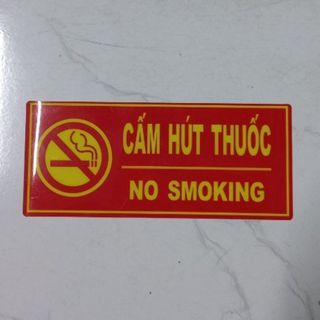 CẤM HÚT THUỐC
NO SMOKING